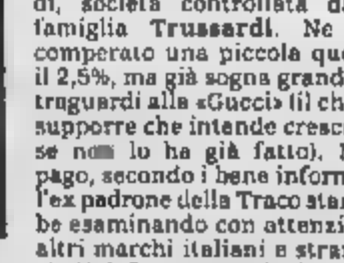 di, società controllata da
famiglia Trussardi. Ne
comperato una piccola quo
il 2,5%, ma già sogna grand
traguardi alla «Gucci» (il ch
supporre che intende cresc
se non lo ha già fatto).
pago, secondo i bene inform
l'ex padrone della Traco sta
be esaminando con attenzi
altri marchi italiani e stra